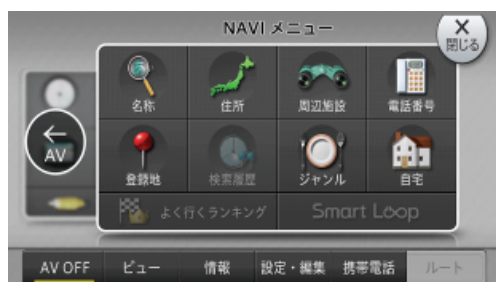 NAVI メニュー
閉じる
名称
住所
周辺施設
電話番号
AV
登録地
検索履歴
ジャンル
自宅
よく行くランキング
Smart Loop
AV OFF
ビュー
情報
設定・編集
携帯電話
ルート